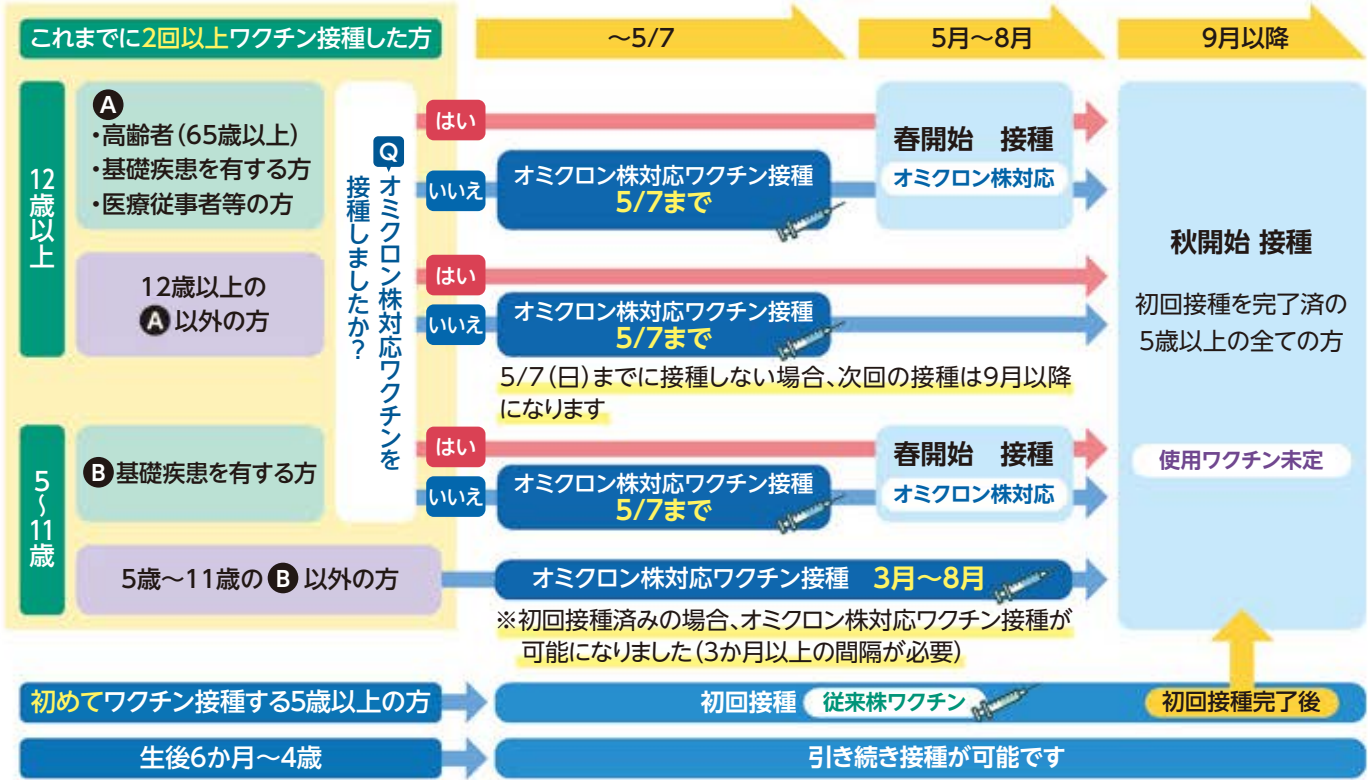 これまでに2回以上ワクチン接種した方
～5/7
5月～8月
9月以降
12歳以上
A
・高齢者(65歳以上)
・基礎疾患を有する方
・医療従事者等の方
12歳以上の
A以外の方
Qオミクロン株対応ワクチンを
接種しましたか?
はい
いいえ
オミクロン株対応ワクチン接種
5/7まで
春開始 接種
オミクロン株対応
はい
いいえ
オミクロン株対応ワクチン接種
5/7まで
5/7(日)までに接種しない場合、次回の接種は9月以降
になります
5～11歳
B基礎疾患を有する方
はい
いいえ
オミクロン株対応ワクチン接種
5/7まで
春開始 接種
オミクロン株対応
5歳～11歳のB以外の方
オミクロン株対応ワクチン接種 3月～8月
※初回接種済みの場合、オミクロン株対応ワクチン接種が
可能になりました(3か月以上の間隔が必要)
秋開始 接種
初回接種を完了済の
5歳以上の全ての方
使用ワクチン未定
初めてワクチン接種する5歳以上の方
初回接種 従来株ワクチン
初回接種完了後
生後6か月～4歳
引き続き接種が可能です